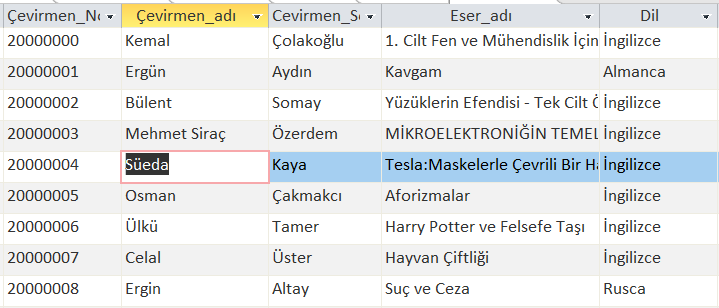 Çevirmen_No Çevirmen_adı Cevirmen_S Eser_adı Dil
20000000 Kemal Çolakoğlu 1. Cilt Fen ve Mühendislik İçin İngilizce
20000001 Ergün Aydın Kavgam Almanca
20000002 Bülent Somay Yüzüklerin Efendisi - Tek Cilt Ö İngilizce
20000003 Mehmet Siraç Özerdem MİKROELEKTRONİĞİN TEMEL İngilizce
20000004 Süeda Kaya Tesla:Maskelerle Çevrili Bir Ha İngilizce
20000005 Osman Çakmakcı Aforizmalar İngilizce
20000006 Ülkü Tamer Harry Potter ve Felsefe Taşı İngilizce
20000007 Celal Üster Hayvan Çiftliği İngilizce
20000008 Ergin Altay Suç ve Ceza Rusca